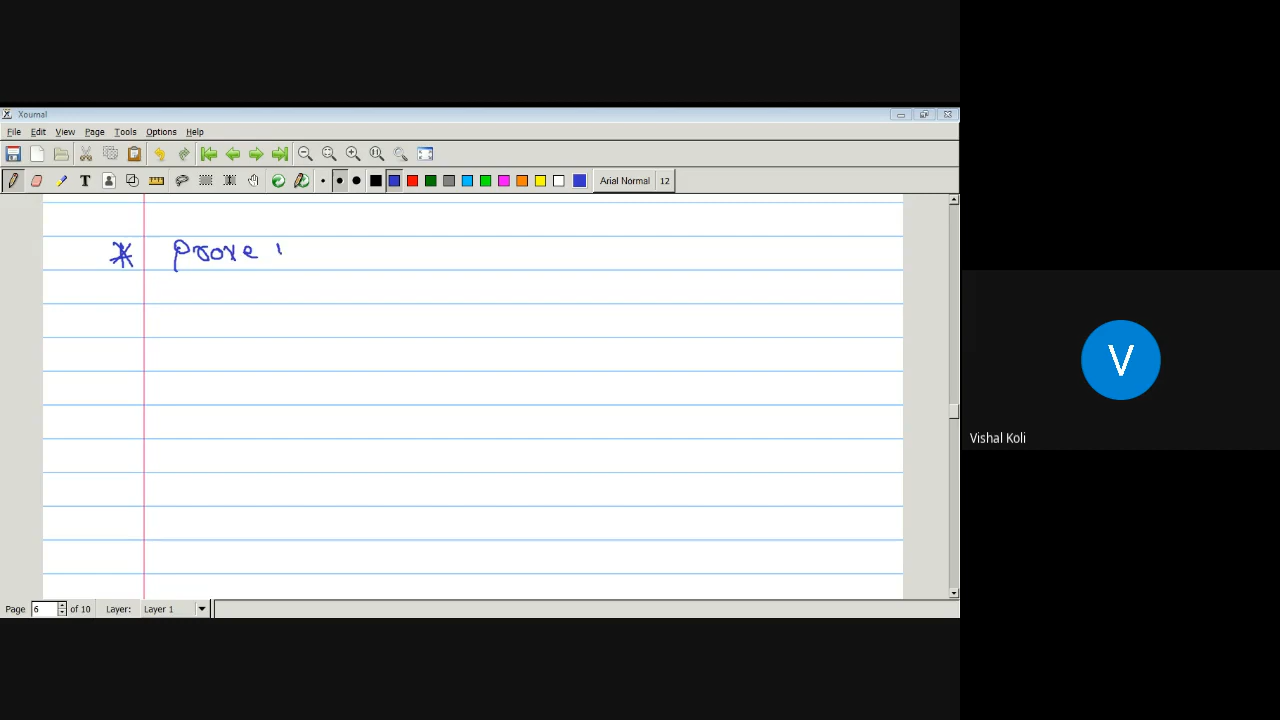 Xournal
File Edit View Page Tools Options Help
T Arial Normal 12
* Prove
V
Vishal Koli
Page 6 of 10 Layer: Layer 1